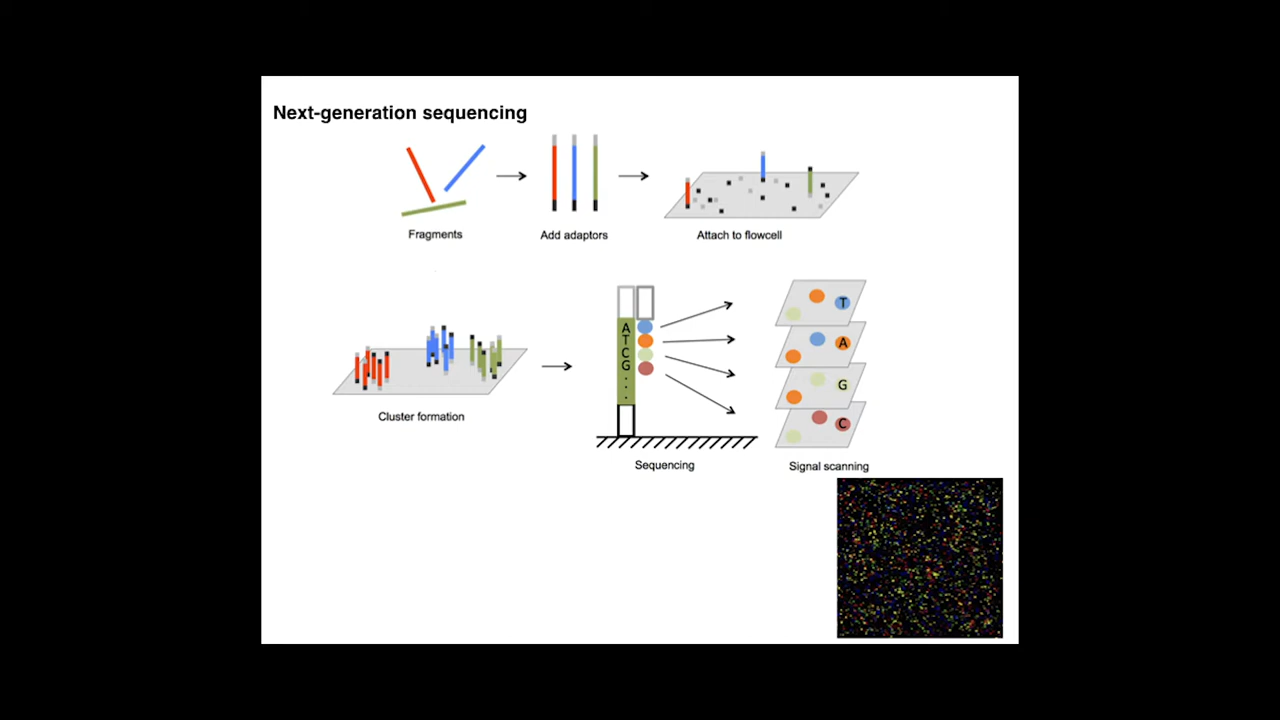 Next-generation sequencing
Fragments
Add adaptors
Attach to flowcell
A
T
C
G
.
.
.
T
A
G
C
Cluster formation
Sequencing
Signal scanning